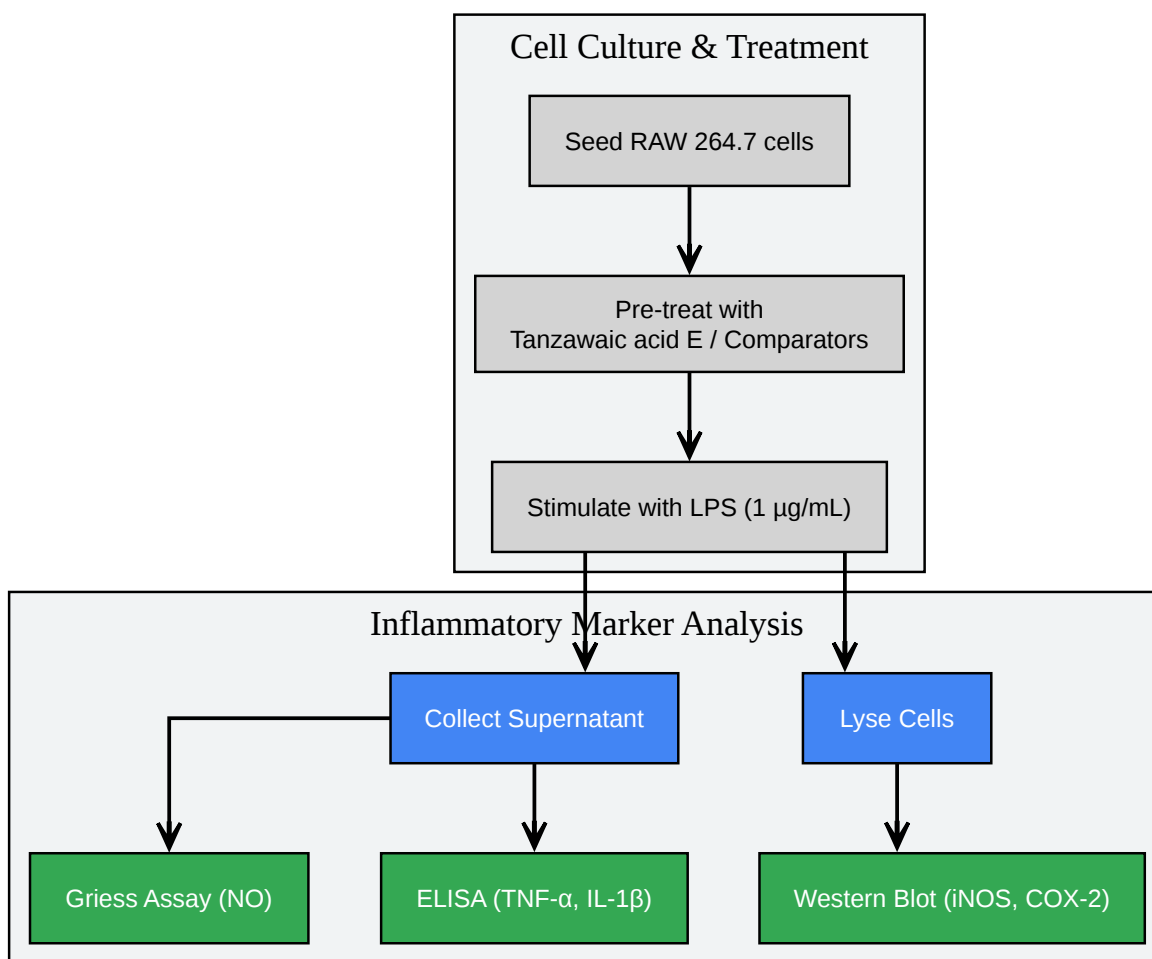 Cell Culture & Treatment
Seed RAW 264.7 cells
Pre-treat with
Tanzawaic acid E / Comparators
Stimulate with LPS (1 µg/mL)
Inflammatory Marker Analysis
Collect Supernatant
Lyse Cells
Griess Assay (NO)
ELISA (TNF-α, IL-1β)
Western Blot (iNOS, COX-2)